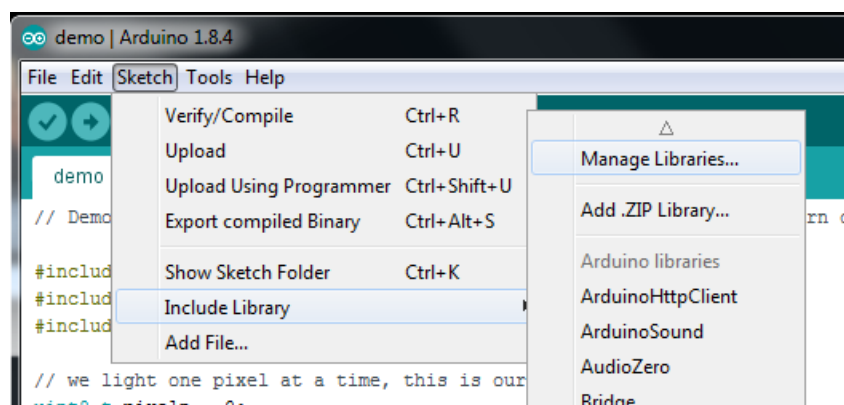 demo | Arduino 1.8.4
File Edit Sketch Tools Help
Verify/Compile Ctrl+R
Upload Ctrl+U
Upload Using Programmer Ctrl+Shift+U
Export compiled Binary Ctrl+Alt+S
Show Sketch Folder Ctrl+K
Include Library
Add File...
Manage Libraries...
Add .ZIP Library...
Arduino libraries
ArduinoHttpClient
ArduinoSound
AudioZero
Bridge
demo
// Demo
#includ
#includ
#includ
// we light one pixel at a time, this is our